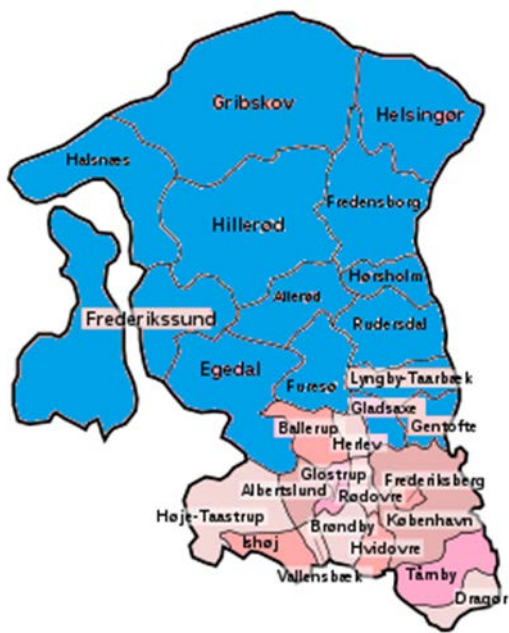 Gribskov
Helsingør
Halsnæs
Fredensborg
Hillerød
Hørsholm
Allerød
Frederikssund
Rudersdal
Egedal
Furesø
Lyngby-Taarbæk
Gladsaxe
Gentofte
Ballerup
Herlev
Glostrup
Frederiksberg
Albertslund
Rødovre
Høje-Taastrup
København
Brøndby
Ishøj
Hvidovre
Vallensbæk
Tårnby
Dragør